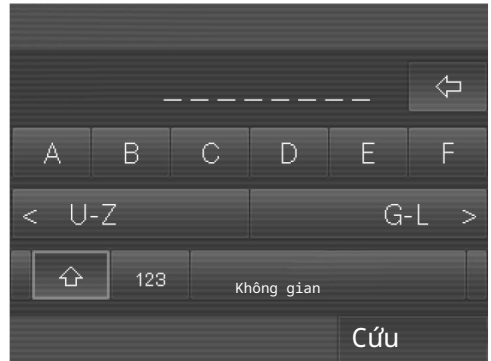 _ _ _ _ _ _ _ _
A B C D E F
< U-Z G-L >
123 Không gian
Cứu